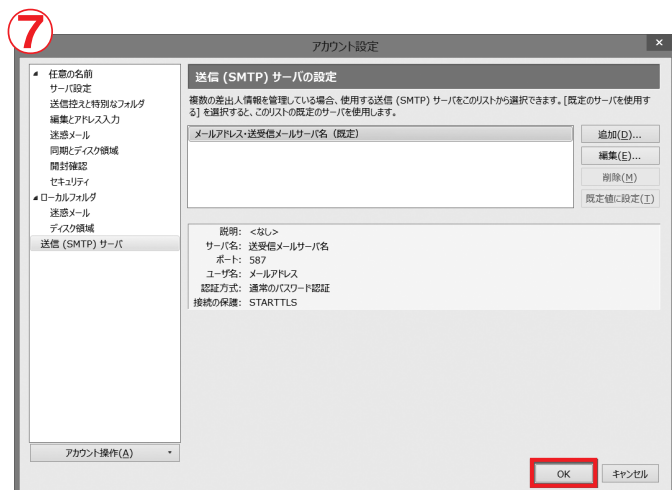 ⑦
アカウント設定
×
任意の名前
サーバ設定
送信控えと特別なフォルダ
編集とアドレス入力
迷惑メール
同期とディスク領域
開封確認
セキュリティ
ローカルフォルダ
迷惑メール
ディスク領域
送信 (SMTP) サーバ
アカウント操作(A)
送信 (SMTP) サーバの設定
複数の差出人情報を管理している場合、使用する送信 (SMTP) サーバをこのリストから選択できます。[既定のサーバを使用す
る] を選択すると、このリストの既定のサーバを使用します。
メールアドレス・送受信メールサーバ名 (既定)
追加(D)...
編集(E)...
削除(M)
既定値に設定(T)
説明: <なし>
サーバ名: 送受信メールサーバ名
ポート: 587
ユーザ名: メールアドレス
認証方式: 通常のパスワード認証
接続の保護: STARTTLS
OK
キャンセル